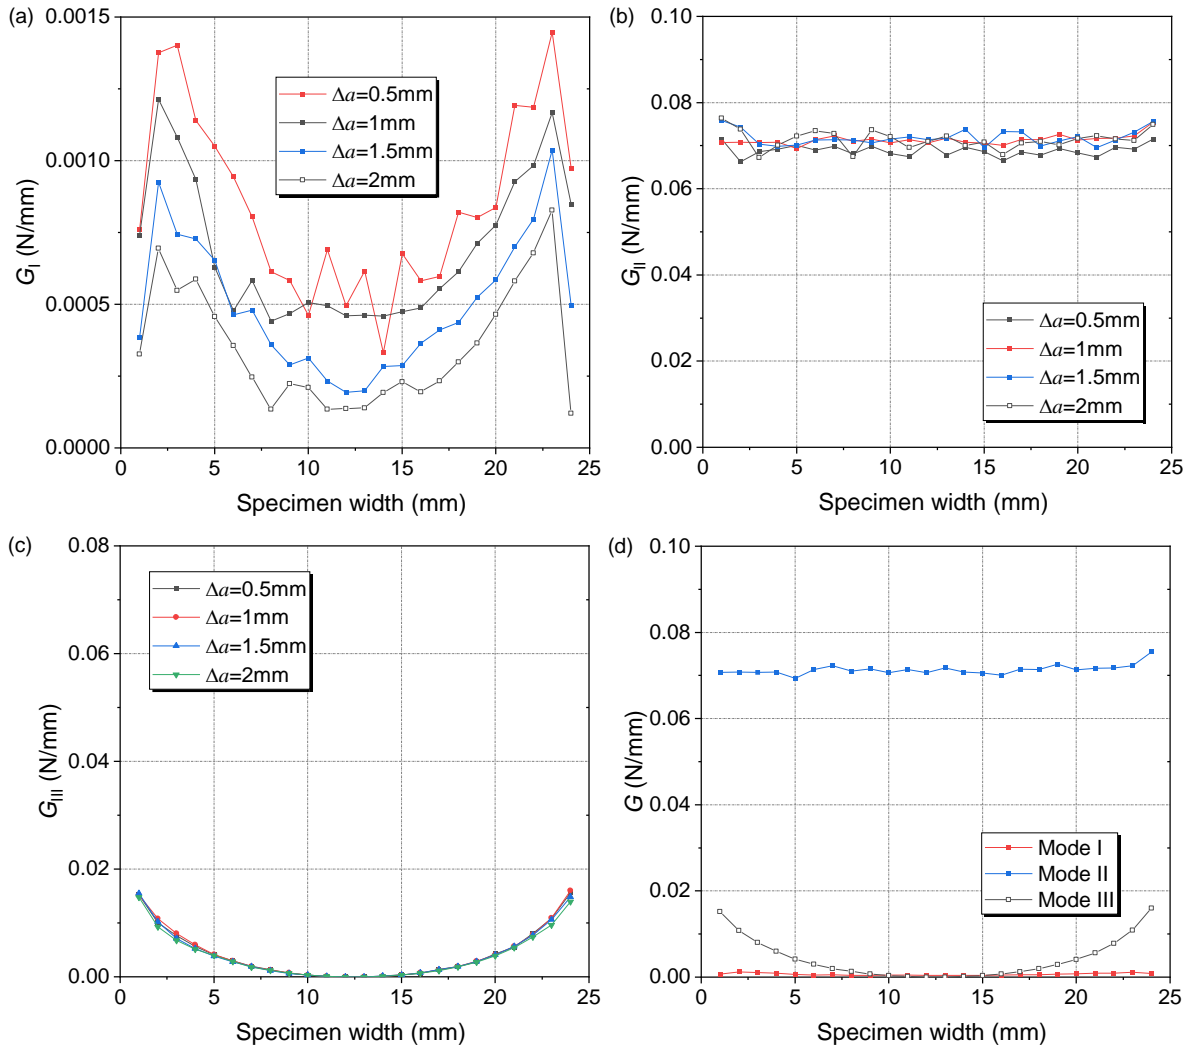 (a)
0.0015
0.0010
0.0005
0.0000
G_I (N/mm)
Δa=0.5mm
Δa=1mm
Δa=1.5mm
Δa=2mm
0 5 10 15 20 25
Specimen width (mm)
(b)
0.10
0.08
0.06
0.04
0.02
0.00
G_II (N/mm)
Δa=0.5mm
Δa=1mm
Δa=1.5mm
Δa=2mm
0 5 10 15 20 25
Specimen width (mm)
(c)
0.08
0.06
0.04
0.02
0.00
G_III (N/mm)
Δa=0.5mm
Δa=1mm
Δa=1.5mm
Δa=2mm
0 5 10 15 20 25
Specimen width (mm)
(d)
0.10
0.08
0.06
0.04
0.02
0.00
G (N/mm)
Mode I
Mode II
Mode III
0 5 10 15 20 25
Specimen width (mm)